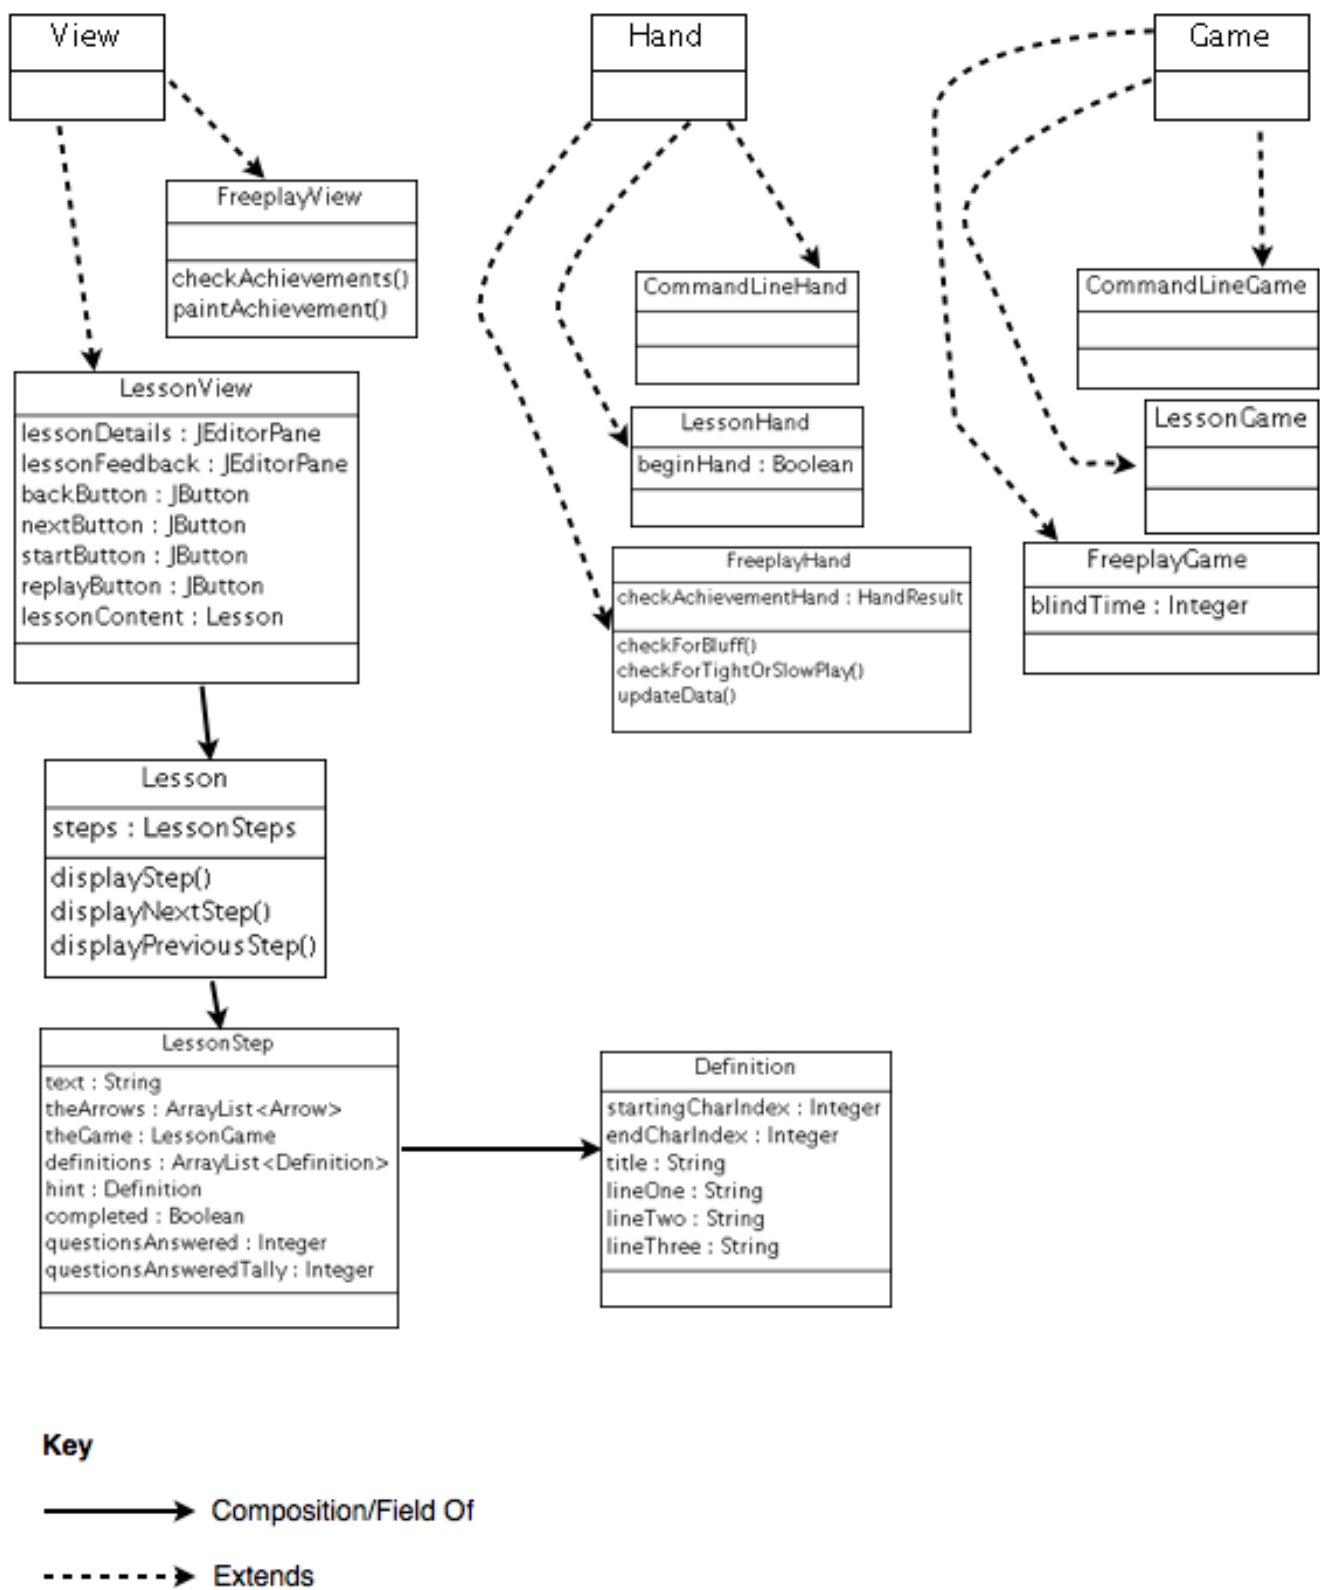 View
Hand
Game
FreeplayView
checkAchievements()
paintAchievement()
CommandLineHand
CommandLineGame
LessonView
lessonDetails : JEditorPane
lessonFeedback : JEditorPane
backButton : JButton
nextButton : JButton
startButton : JButton
replayButton : JButton
lessonContent : Lesson
LessonHand
beginHand : Boolean
LessonGame
FreeplayHand
checkAchievementHand : HandResult
checkForBluff()
checkForTightOrSlowPlay()
updateData()
FreeplayGame
blindTime : Integer
Lesson
steps : LessonSteps
displayStep()
displayNextStep()
displayPreviousStep()
LessonStep
text : String
theArrows : ArrayList<Arrow>
theGame : LessonGame
definitions : ArrayList<Definition>
hint : Definition
completed : Boolean
questionsAnswered : Integer
questionsAnsweredTally : Integer
Definition
startingCharIndex : Integer
endCharIndex : Integer
title : String
lineOne : String
lineTwo : String
lineThree : String
Key
Composition/Field Of
Extends